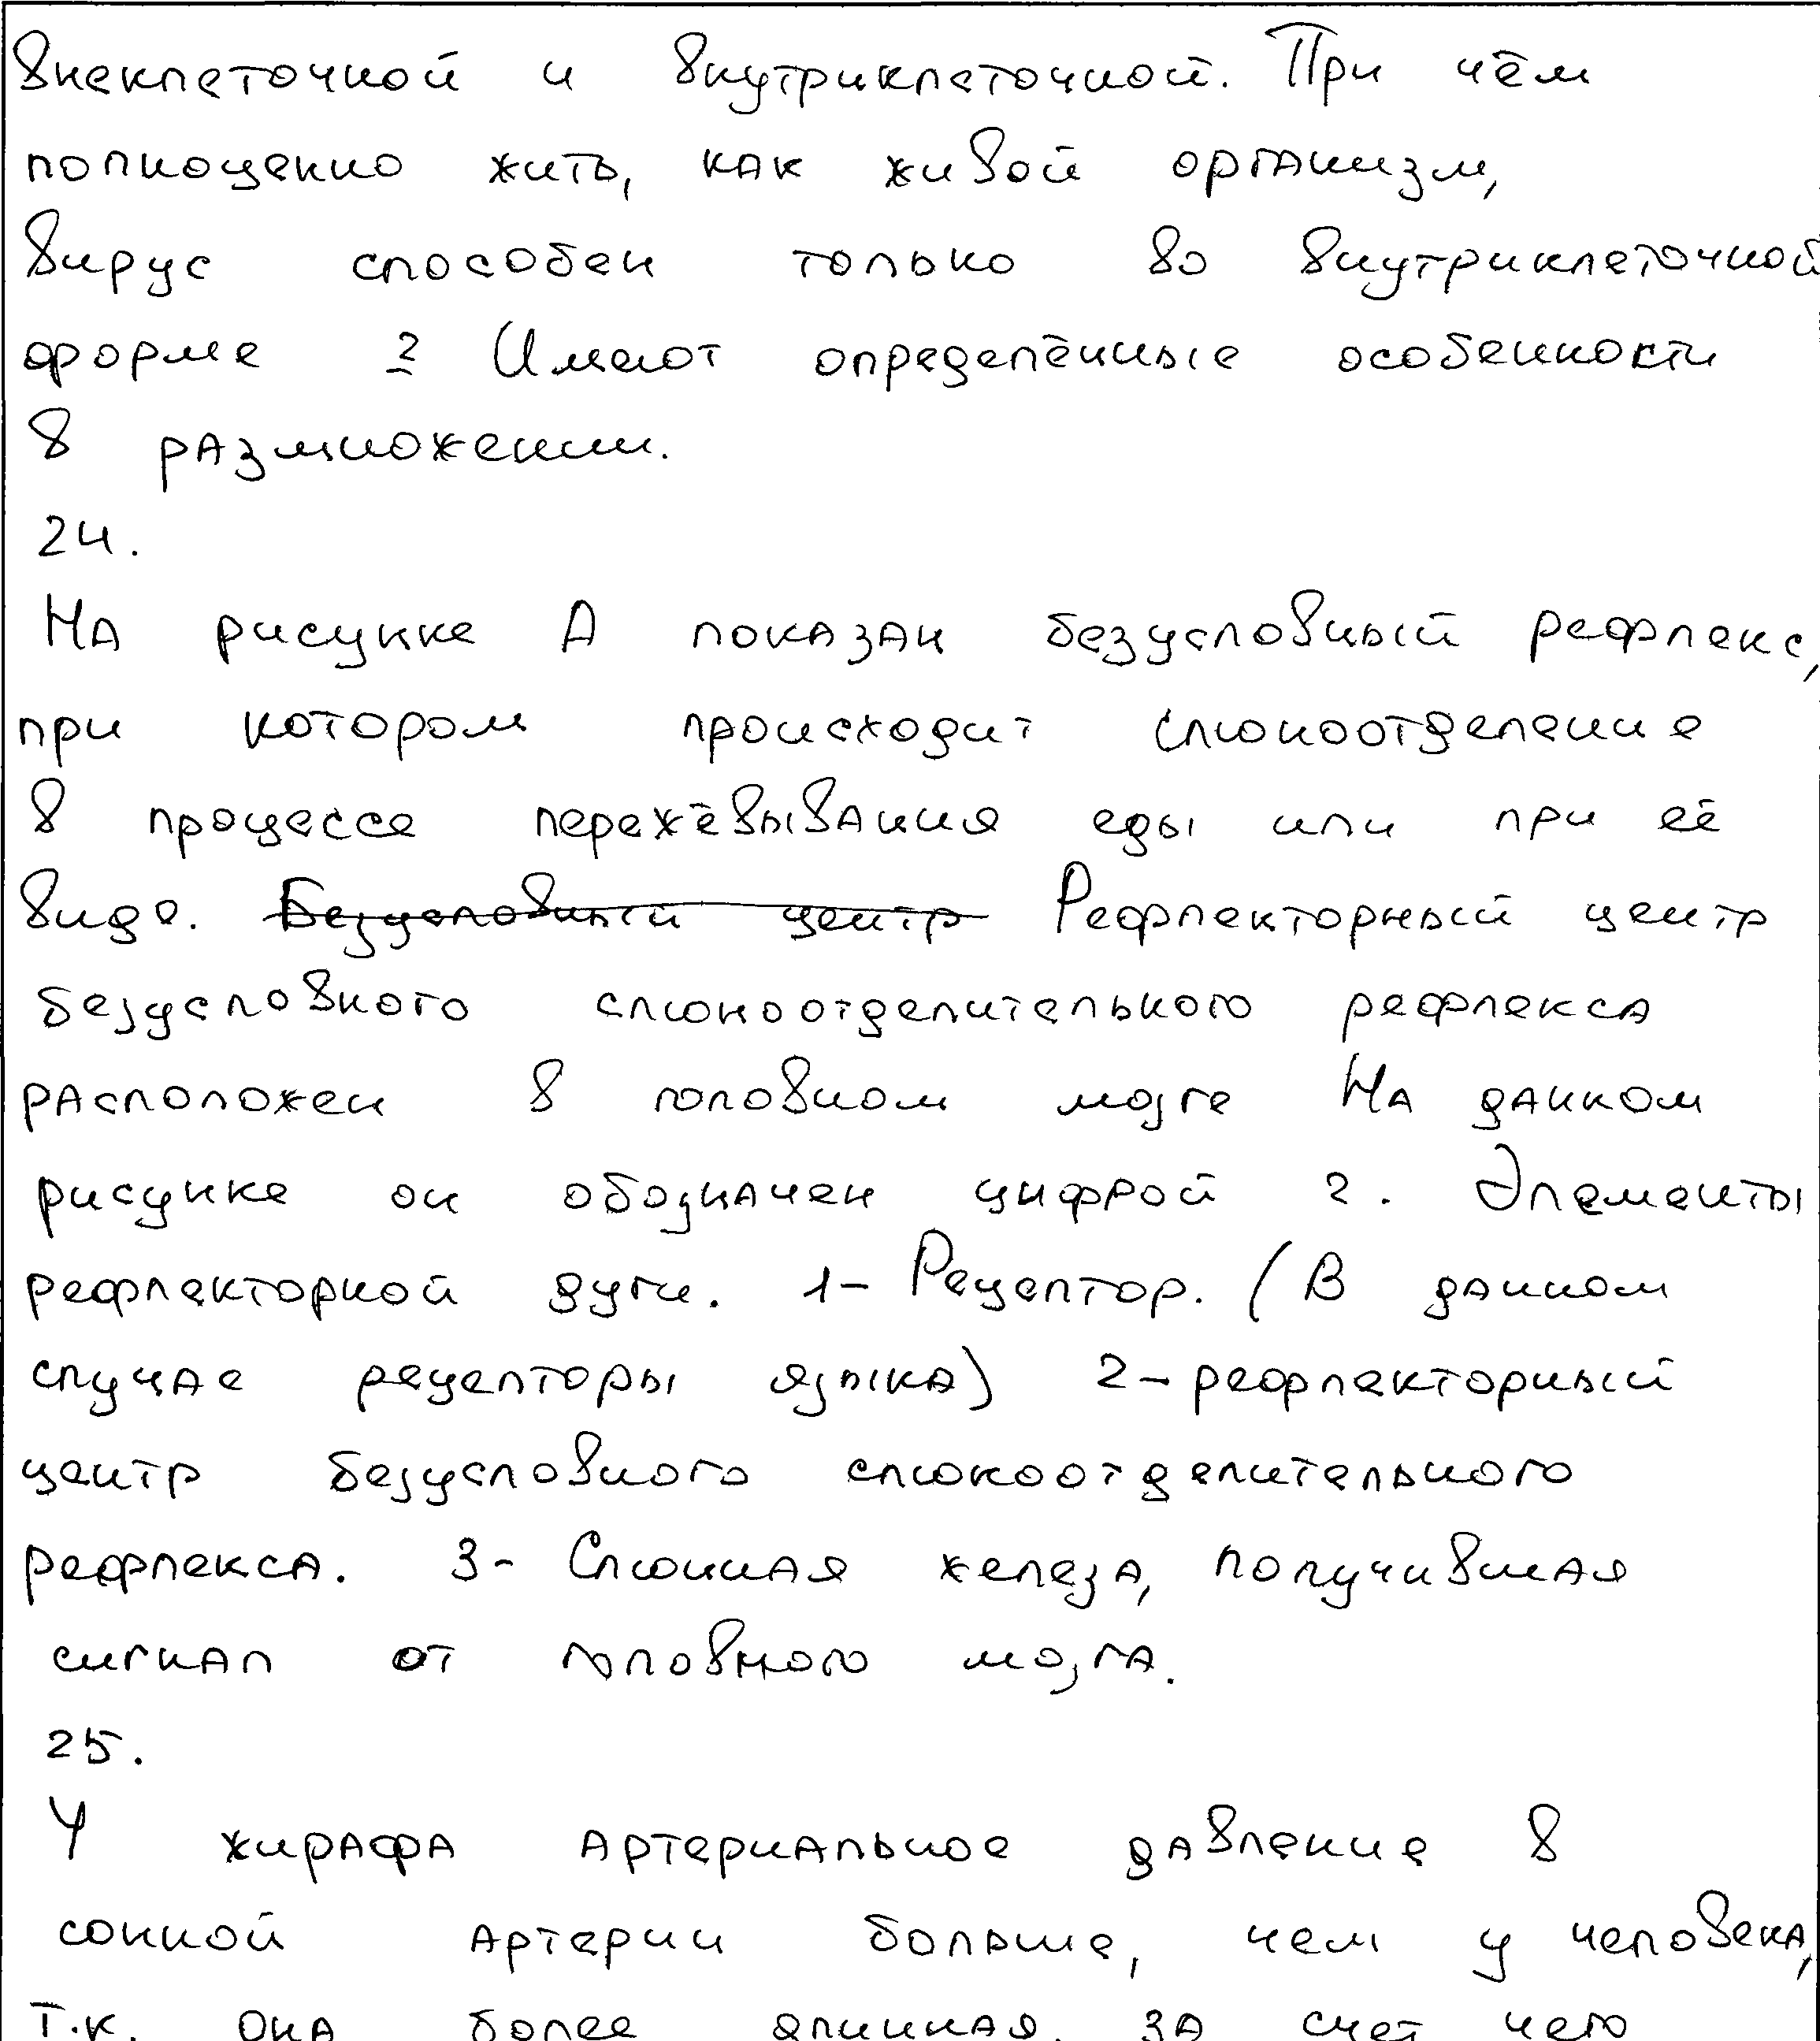 внеклеточной и внутриклеточной. При чём
полноценно жить, как живой организм,
вирус способен только во внутриклеточной
форме 2 Имеют определённые особенности
в размножении.
24.
На рисунке А показан безусловный рефлекс,
при котором происходит слюноотделение
в процессе пережёвывания еды или при её
виде. Безусловный центр Рефлекторный центр
безусловного слюноотделительного рефлекса
расположен в головном мозге На данном
рисунке он обозначен цифрой 2. Элементы
рефлекторной дуги. 1- Рецептор. (В данном
случае рецепторы языка) 2-рефлекторный
центр безусловного слюноотделительного
рефлекса. 3- Слюнная железа, получившая
сигнал от головного мозга.
25.
У жирафа артериальное давление в
сонной артерии больше, чем у человека,
т.к. она более длинная, за счет чего